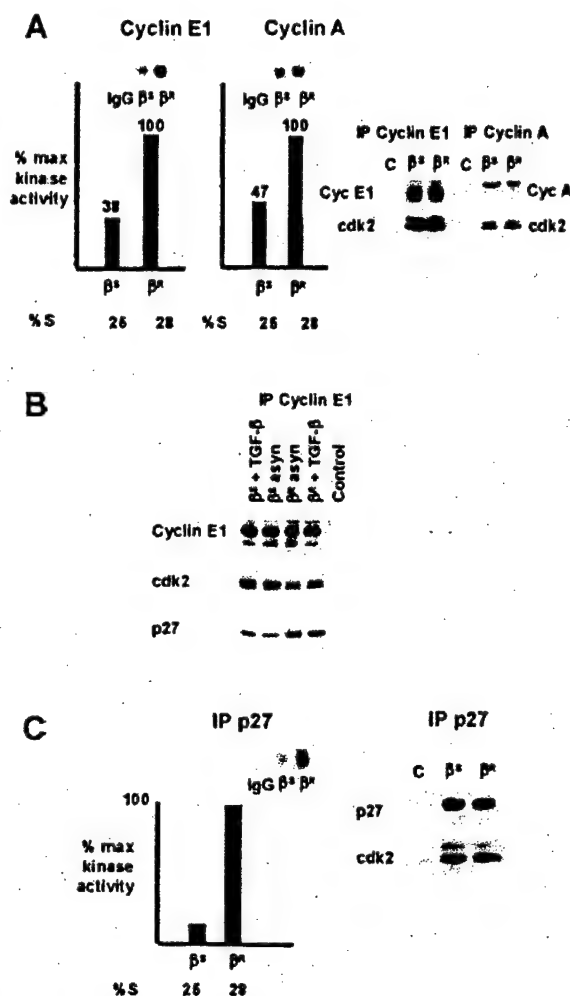 A
Cyclin E1
Cyclin A
IgG βˢ βᴿ
IgG βˢ βᴿ
% max
kinase
activity
38
100
47
100
βˢ βᴿ
βˢ βᴿ
%S 25 28
%S 25 28
IP Cyclin E1
IP Cyclin A
C βˢ βᴿ
C βˢ βᴿ
Cyc E1
Cyc A
cdk2
cdk2
B
IP Cyclin E1
βˢ + TGF-β
βˢ asyn
βᴿ asyn
βᴿ + TGF-β
Control
Cyclin E1
cdk2
p27
C
IP p27
IgG βˢ βᴿ
100
% max
kinase
activity
βˢ βᴿ
%S 25 28
IP p27
C βˢ βᴿ
p27
cdk2